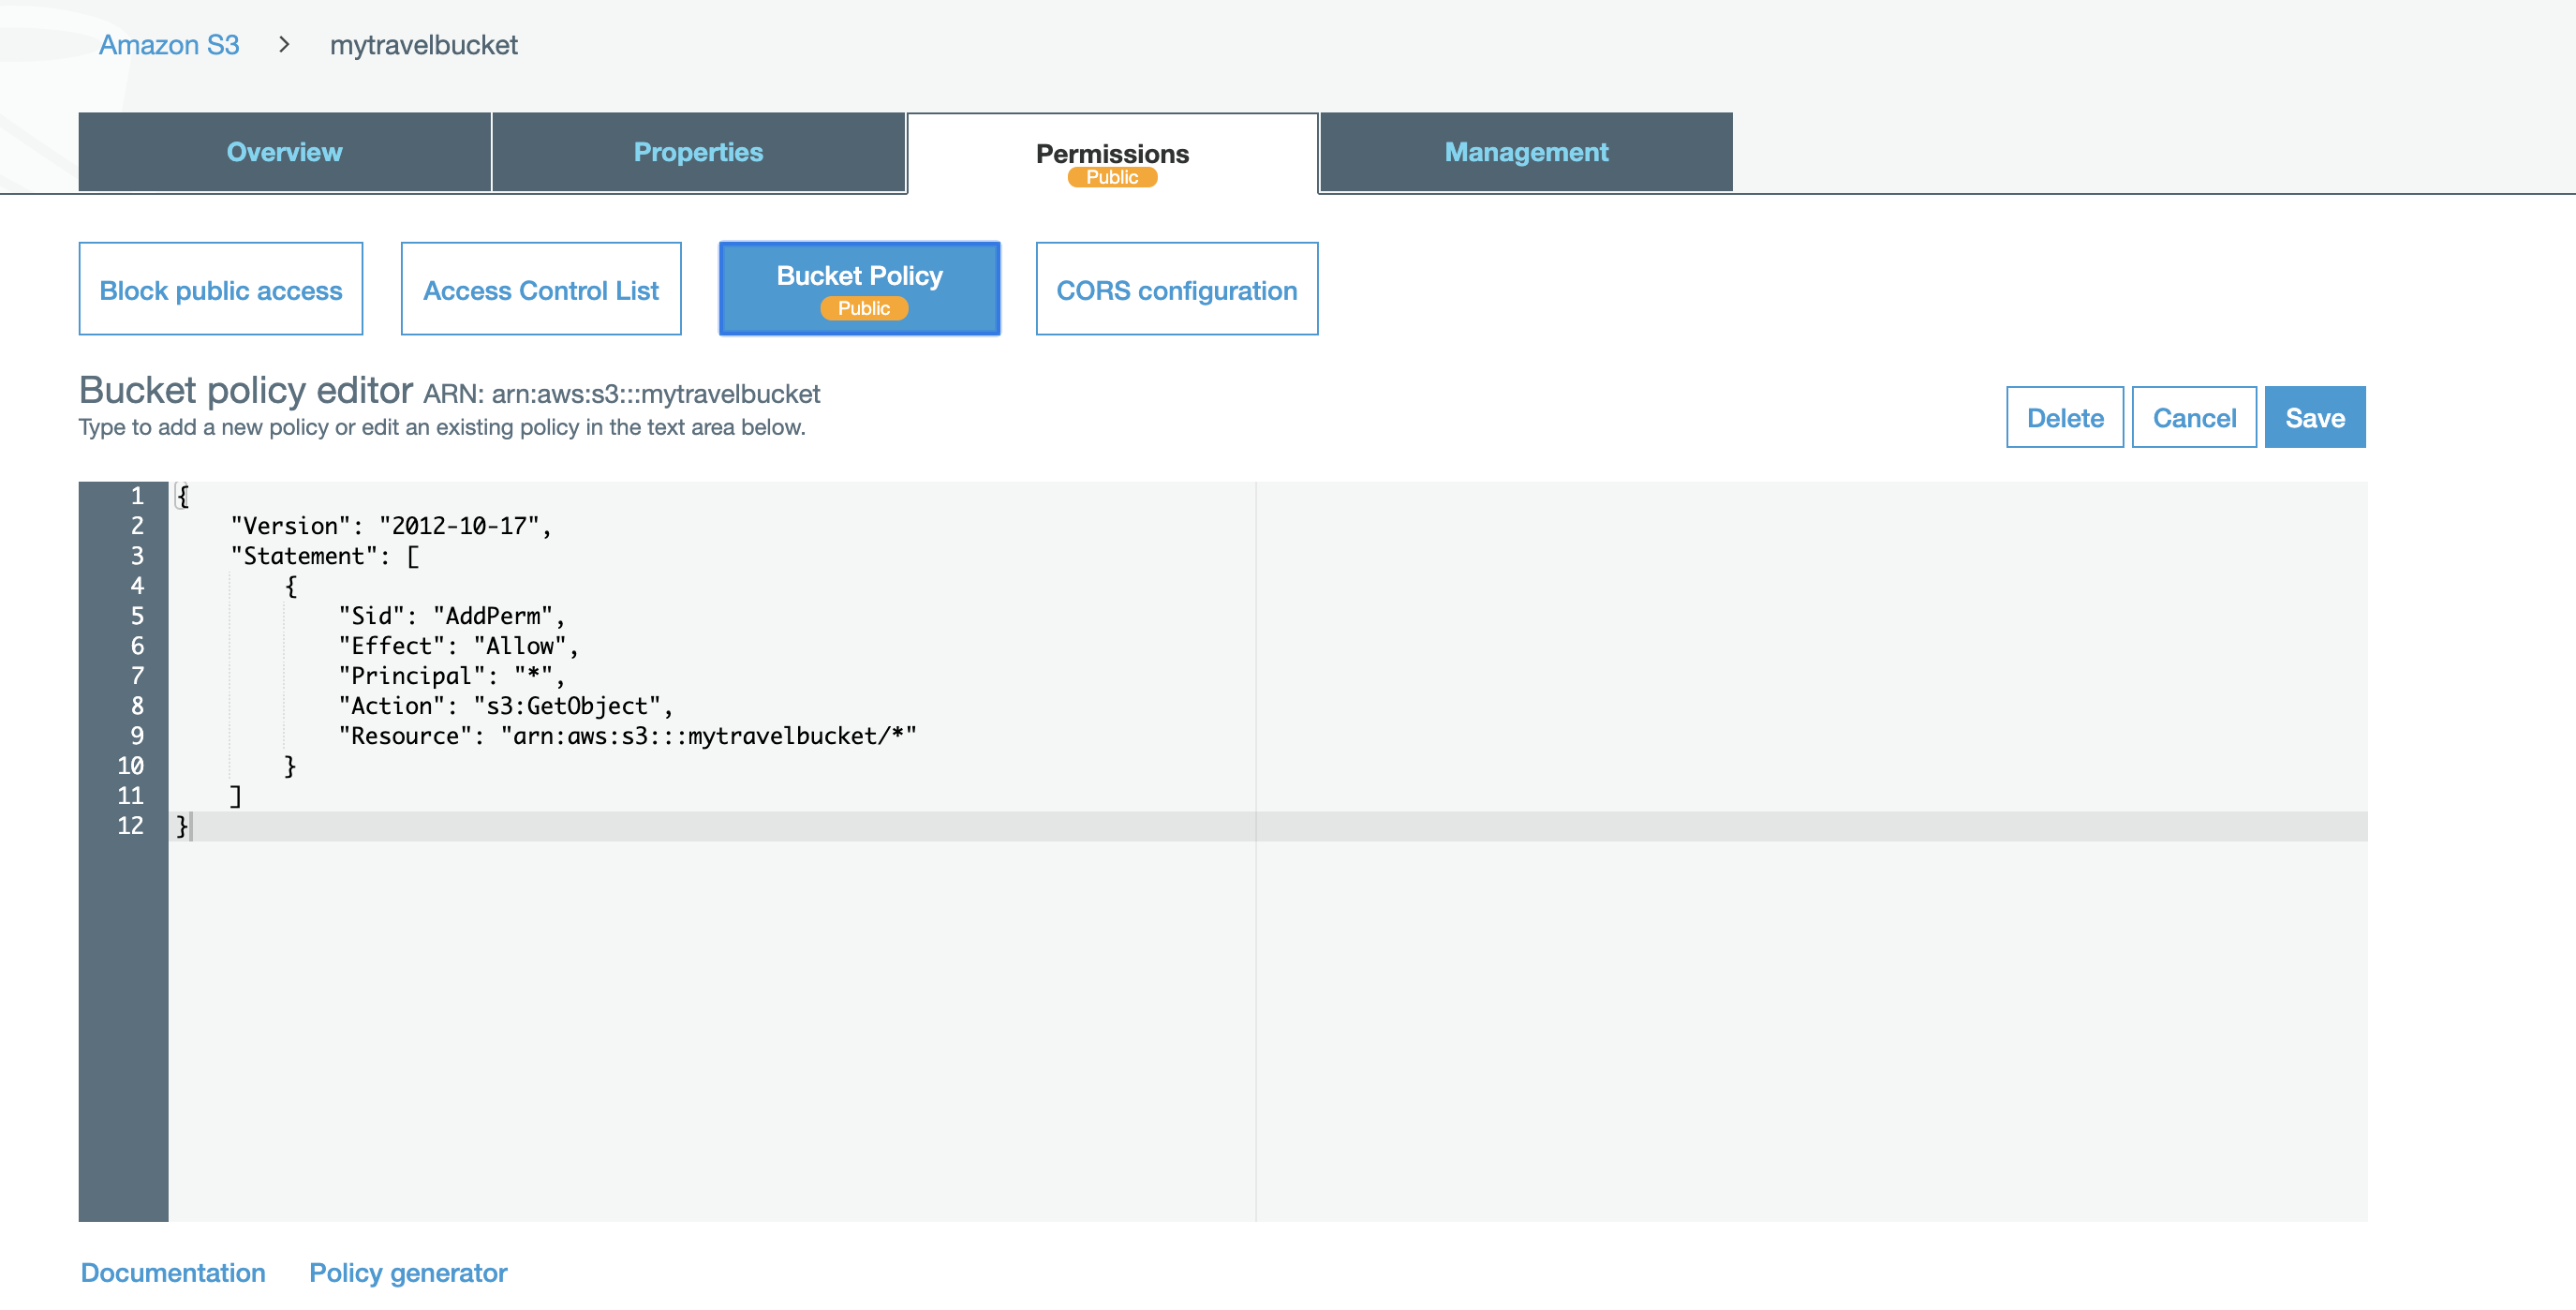 Amazon S3 > mytravelbucket
Overview Properties Permissions Management
Public
Block public access Access Control List Bucket Policy CORS configuration
Public
Bucket policy editor ARN: arn:aws:s3:::mytravelbucket
Type to add a new policy or edit an existing policy in the text area below.
Delete Cancel Save
1 {
2 "Version": "2012-10-17",
3 "Statement": [
4 {
5 "Sid": "AddPerm",
6 "Effect": "Allow",
7 "Principal": "*",
8 "Action": "s3:GetObject",
9 "Resource": "arn:aws:s3:::mytravelbucket/*"
10 }
11 ]
12 }
Documentation Policy generator